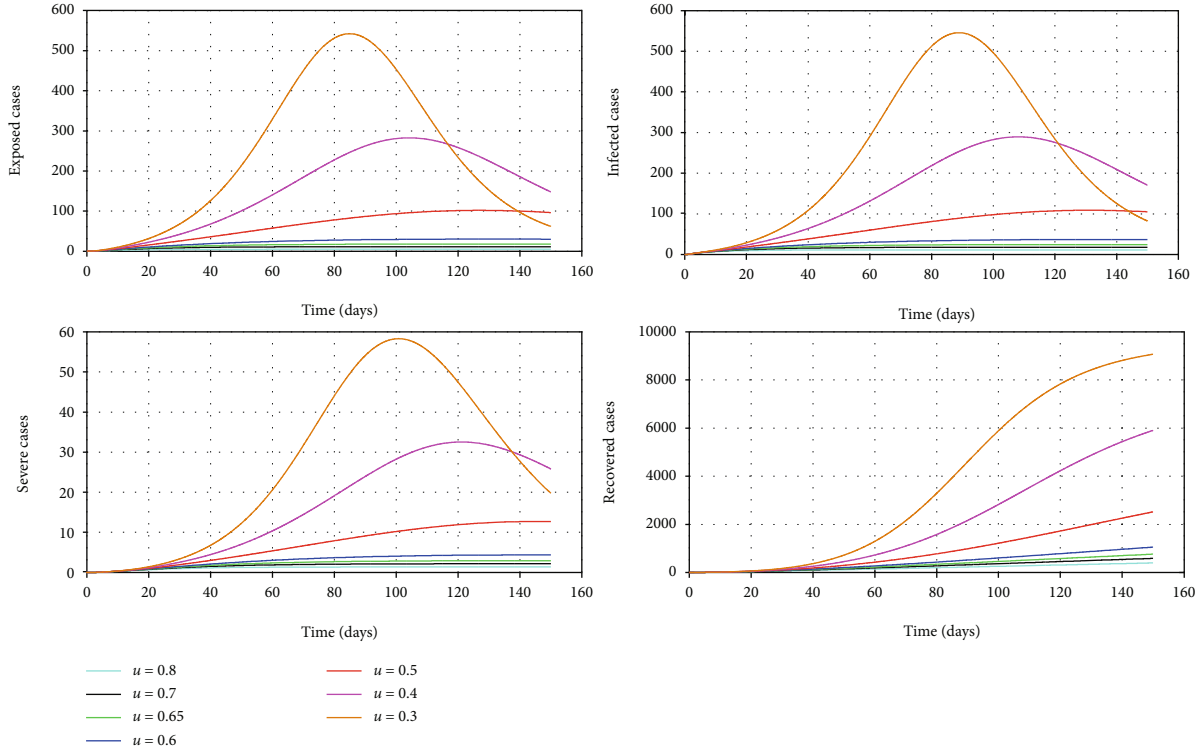 600
500
400
300
200
100
0
Exposed cases
0 20 40 60 80 100 120 140 160
Time (days)
600
500
400
300
200
100
0
Infected cases
0 20 40 60 80 100 120 140 160
Time (days)
60
50
40
30
20
10
0
Severe cases
0 20 40 60 80 100 120 140 160
Time (days)
10000
8000
6000
4000
2000
0
Recovered cases
0 20 40 60 80 100 120 140 160
Time (days)
u = 0.8
u = 0.7
u = 0.65
u = 0.6
u = 0.5
u = 0.4
u = 0.3